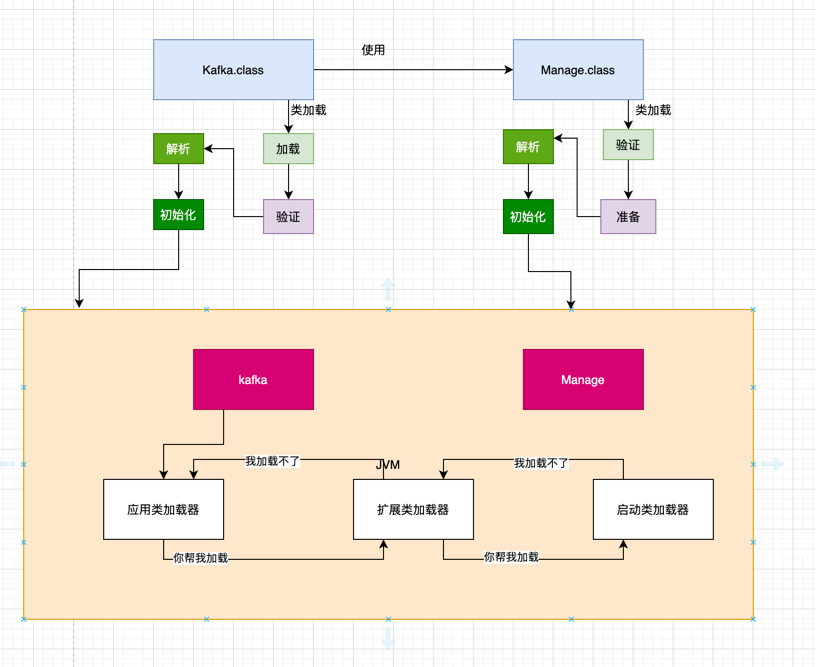 使用
Kafka.class
Manage.class
类加载
类加载
解析
加载
解析
验证
初始化
验证
初始化
准备
kafka
Manage
我加载不了
JVM
我加载不了
应用类加载器
扩展类加载器
启动类加载器
你帮我加载
你帮我加载